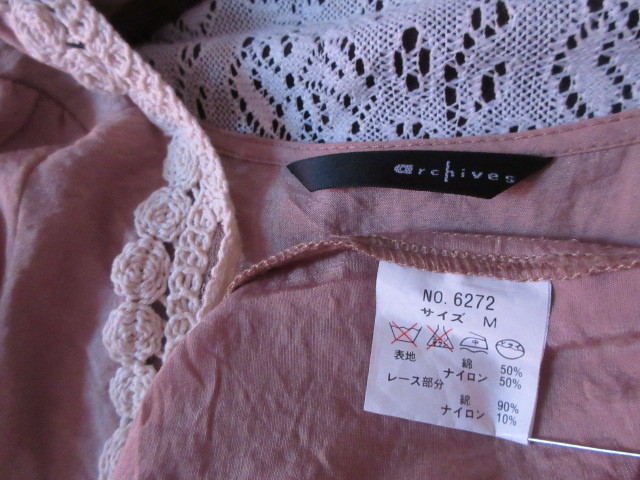 archives
NO. 6272
サイズ M
表地 綿 50%
ナイロン 50%
レース部分
綿 90%
ナイロン 10%